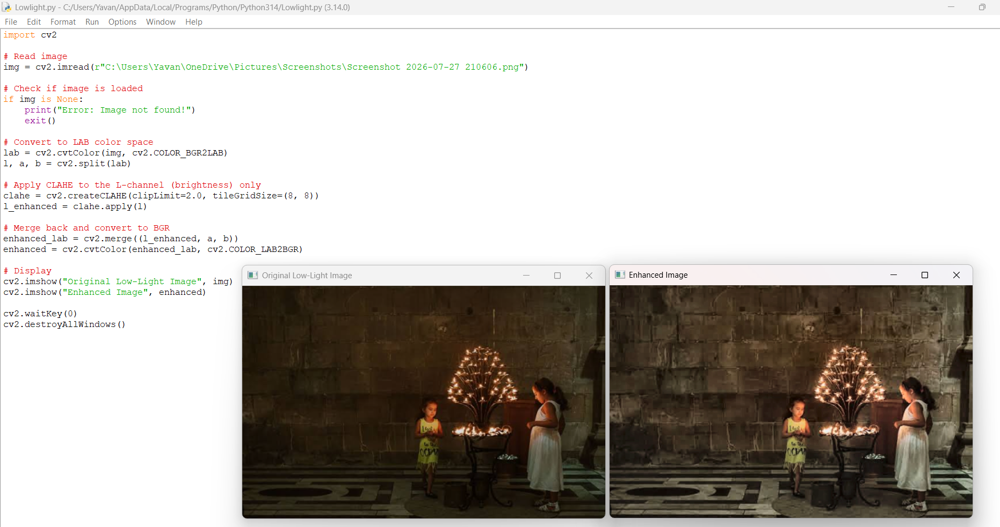 Lowlight.py - C:/Users/Yavan/AppData/Local/Programs/Python/Python314/Lowlight.py (3.14.0)
File Edit Format Run Options Window Help
import cv2
# Read image
img = cv2.imread(r"C:\Users\Yavan\OneDrive\Pictures\Screenshots\Screenshot 2026-07-27 210606.png")
# Check if image is loaded
if img is None:
    print("Error: Image not found!")
    exit()
# Convert to LAB color space
lab = cv2.cvtColor(img, cv2.COLOR_BGR2LAB)
l, a, b = cv2.split(lab)
# Apply CLAHE to the L-channel (brightness) only
clahe = cv2.createCLAHE(clipLimit=2.0, tileGridSize=(8, 8))
l_enhanced = clahe.apply(l)
# Merge back and convert to BGR
enhanced_lab = cv2.merge((l_enhanced, a, b))
enhanced = cv2.cvtColor(enhanced_lab, cv2.COLOR_LAB2BGR)
# Display
cv2.imshow("Original Low-Light Image", img)
cv2.imshow("Enhanced Image", enhanced)
cv2.waitKey(0)
cv2.destroyAllWindows()
Original Low-Light Image
Enhanced Image